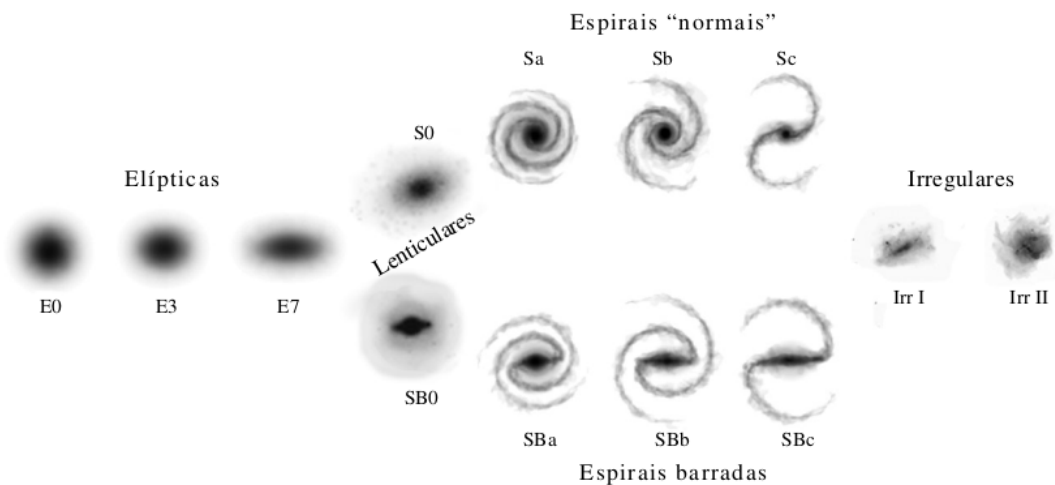 Espirais “normais”
Sa Sb Sc
S0
Elípticas
Irregulares
Lenticulares
E0 E3 E7
Irr I Irr II
SB0
SBa SBb SBc
Espirais barradas